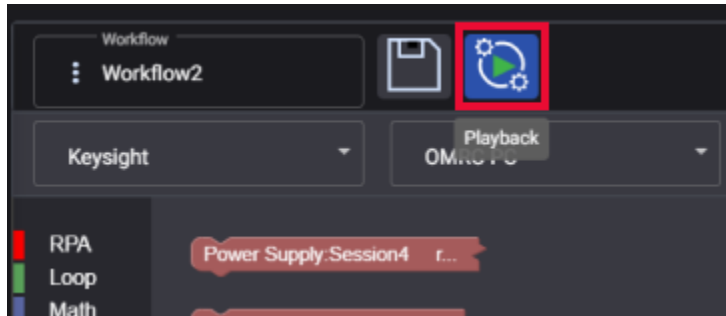 Workflow
Workflow2
Playback
Keysight
RPA
Power Supply:Session4 r...
Loop
Math